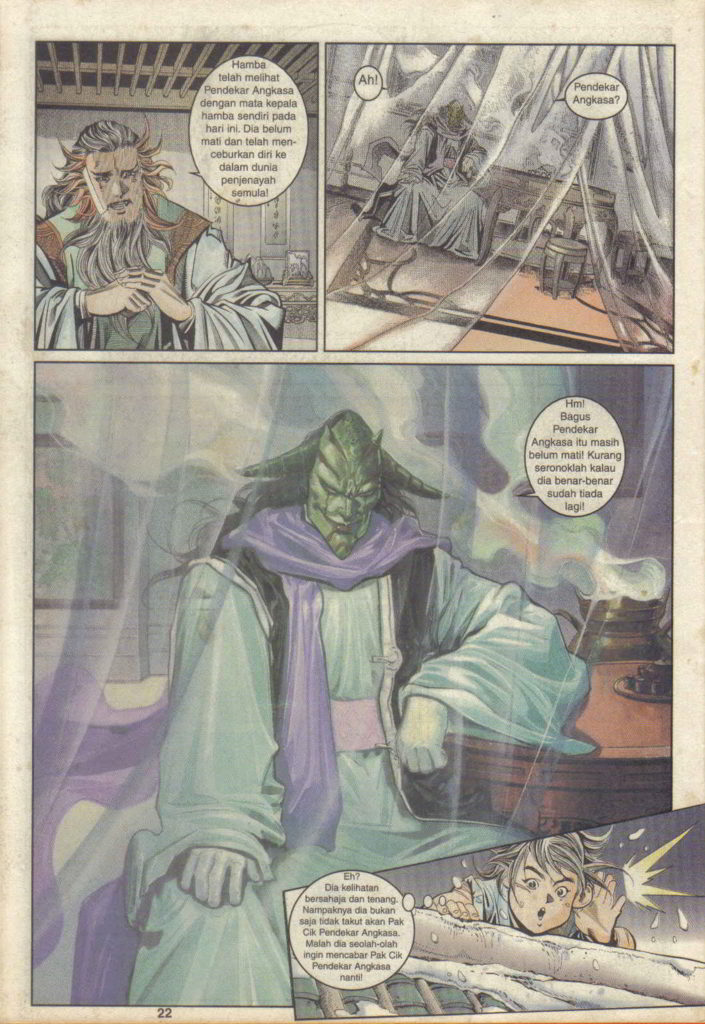 Hamba
telah melihat
Pendekar Angkasa
dengan mata kepala
hamba sendiri pada
hari ini. Dia belum
mati dan telah men-
ceburkan diri ke
dalam dunia
penjenayah
semula!
Ah!
Pendekar
Angkasa?
Hm!
Bagus
Pendekar
Angkasa itu masih
belum mati! Kurang
seronoklah kalau
dia benar-benar
sudah tiada
lagi!
Eh?
Dia kelihatan
bersahaja dan tenang.
Nampaknya dia bukan
saja tidak takut akan Pak
Cik Pendekar Angkasa.
Malah dia seolah-olah
ingin mencabar Pak Cik
Pendekar Angkasa
nanti!
22